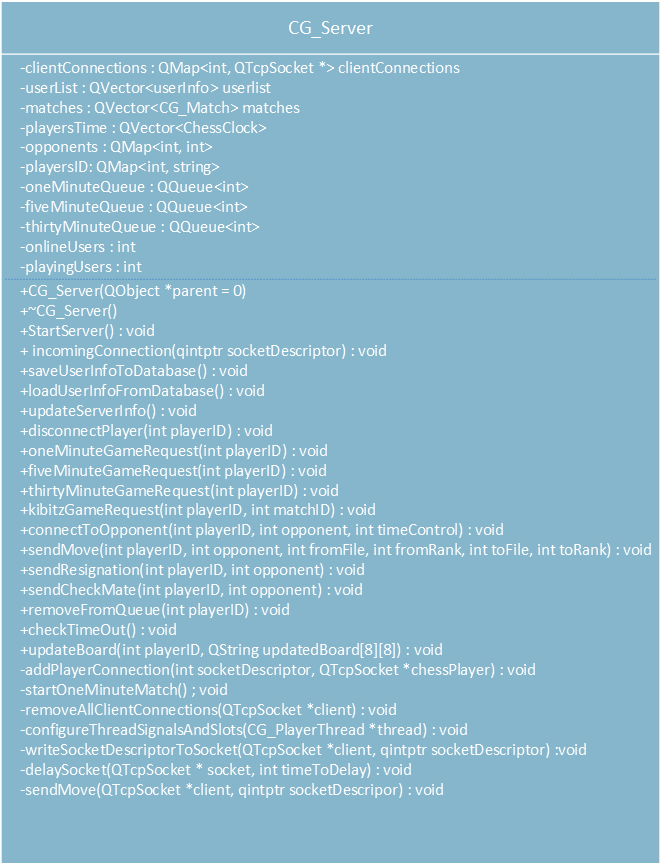 CG_Server
-clientConnections : QMap<int, QTcpSocket *> clientConnections
-userList : QVector<userInfo> userlist
-matches : QVector<CG_Match> matches
-playersTime : QVector<ChessClock>
-opponents : QMap<int, int>
-playersID: QMap<int, string>
-oneMinuteQueue : QQueue<int>
-fiveMinuteQueue : QQueue<int>
-thirtyMinuteQueue : QQueue<int>
-onlineUsers : int
-playingUsers : int
+CG_Server(QObject *parent = 0)
+~CG_Server()
+StartServer() : void
+ incomingConnection(qintptr socketDescriptor) : void
+saveUserInfoToDatabase() : void
+loadUserInfoFromDatabase() : void
+updateServerInfo() : void
+disconnectPlayer(int playerID) : void
+oneMinuteGameRequest(int playerID) : void
+fiveMinuteGameRequest(int playerID) : void
+thirtyMinuteGameRequest(int playerID) : void
+kibitzGameRequest(int playerID, int matchID) : void
+connectToOpponent(int playerID, int opponent, int timeControl) : void
+sendMove(int playerID, int opponent, int fromFile, int fromRank, int toFile, int toRank) : void
+sendResignation(int playerID, int opponent) : void
+sendCheckMate(int playerID, int opponent) : void
+removeFromQueue(int playerID) : void
+checkTimeOut() : void
+updateBoard(int playerID, QString updatedBoard[8][8]) : void
-addPlayerConnection(int socketDescriptor, QTcpSocket *chessPlayer) : void
-startOneMinuteMatch() ; void
-removeAllClientConnections(QTcpSocket *client) : void
-configureThreadSignalsAndSlots(CG_PlayerThread *thread) : void
-writeSocketDescriptorToSocket(QTcpSocket *client, qintptr socketDescriptor) :void
-delaySocket(QTcpSocket * socket, int timeToDelay) : void
-sendMove(QTcpSocket *client, qintptr socketDescripor) : void